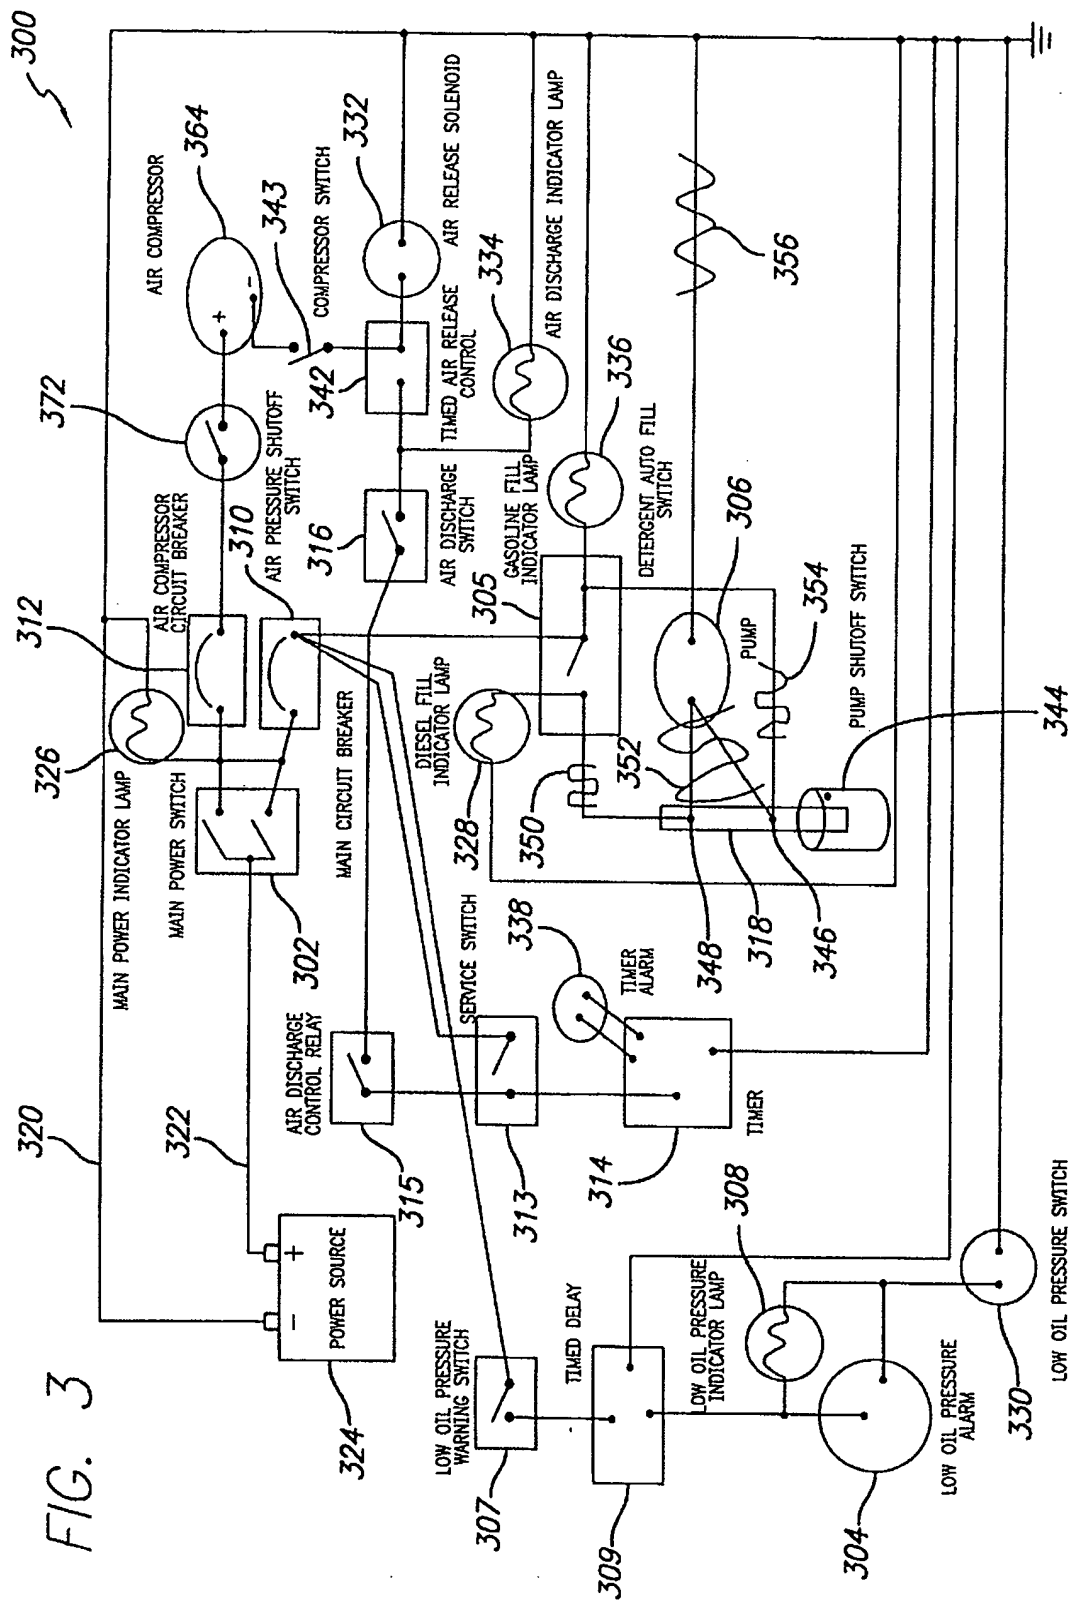 FIG. 3
300
320
322
324
POWER SOURCE
-
+
MAIN POWER INDICATOR LAMP
326
MAIN POWER SWITCH
302
312
AIR COMPRESSOR
CIRCUIT BREAKER
310
372
AIR PRESSURE SHUTOFF
SWITCH
AIR COMPRESSOR
364
+
-
343
COMPRESSOR SWITCH
332
AIR RELEASE SOLENOID
342
TIMED AIR RELEASE
CONTROL
334
AIR DISCHARGE INDICATOR LAMP
316
AIR DISCHARGE
SWITCH
MAIN CIRCUIT BREAKER
AIR DISCHARGE
CONTROL RELAY
315
SERVICE SWITCH
313
LOW OIL PRESSURE
WARNING SWITCH
307
DIESEL FILL
INDICATOR LAMP
328
305
GASOLINE FILL
INDICATOR LAMP
336
DETERGENT AUTO FILL
SWITCH
350
352
306
PUMP
354
356
PUMP SHUTOFF SWITCH
344
348
318
346
338
TIMER
ALARM
314
TIMER
TIMED DELAY
309
LOW OIL PRESSURE
INDICATOR LAMP
308
304
LOW OIL PRESSURE
ALARM
330
LOW OIL PRESSURE SWITCH